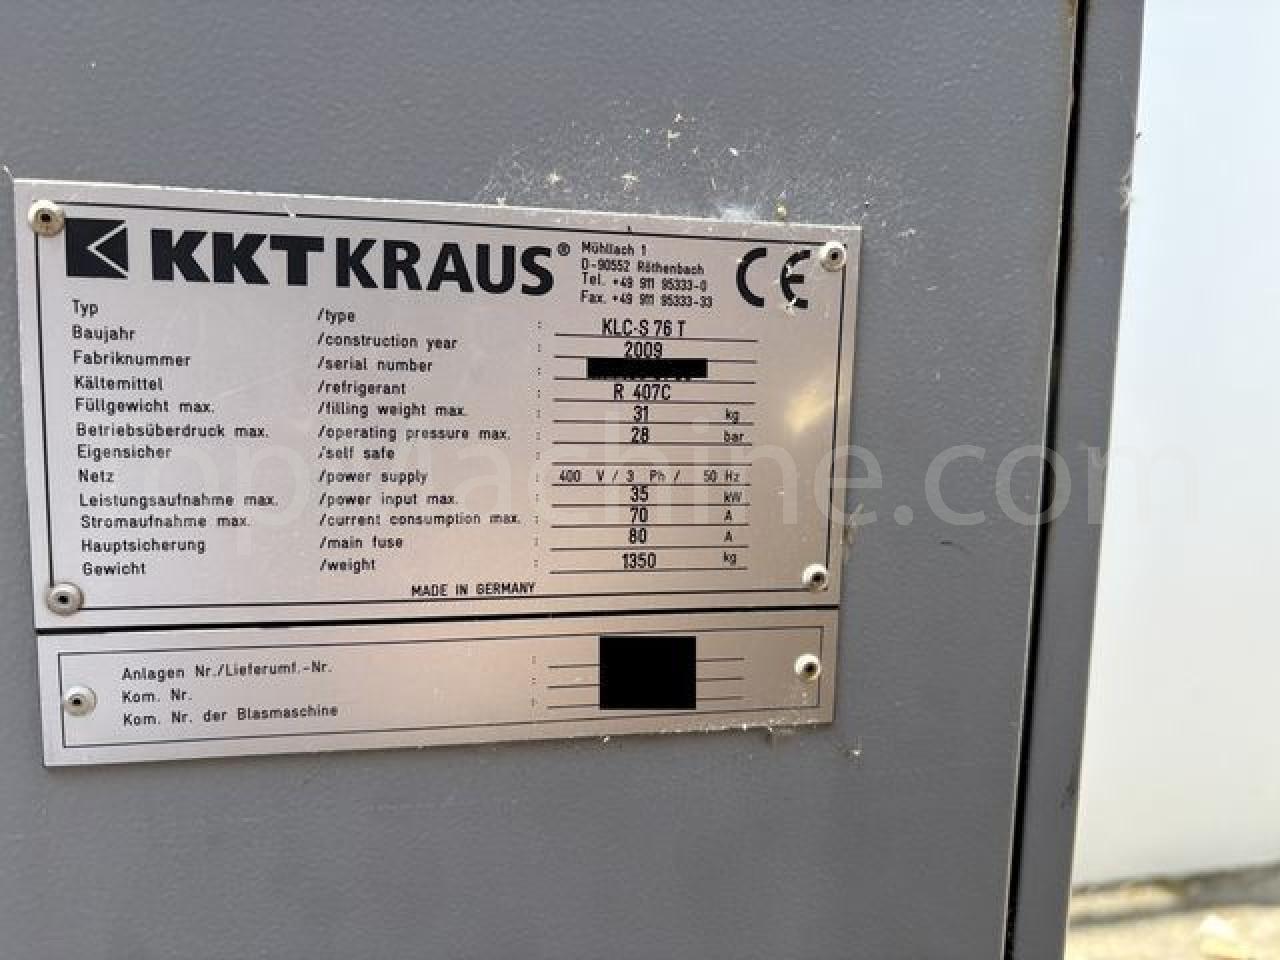 KKT KRAUS®
Mühllach 1
D-90552 Röthenbach
Tel. +49 911 95333-0
Fax. +49 911 95333-33
CE
Typ /type : KLC-S 76 T
Baujahr /construction year : 2009
Fabriknummer /serial number :
Kältemittel /refrigerant : R 407C
Füllgewicht max. /filling weight max. : 31 kg
Betriebsüberdruck max. /operating pressure max. : 28 bar
Eigensicher /self safe :
Netz /power supply : 400 V / 3 Ph / 50 Hz
Leistungsaufnahme max. /power input max. : 35 kW
Stromaufnahme max. /current consumption max. : 70 A
Hauptsicherung /main fuse : 80 A
Gewicht /weight : 1350 kg
MADE IN GERMANY
Anlagen Nr./Lieferumf.-Nr. :
Kom. Nr. :
Kom. Nr. der Blasmaschine :